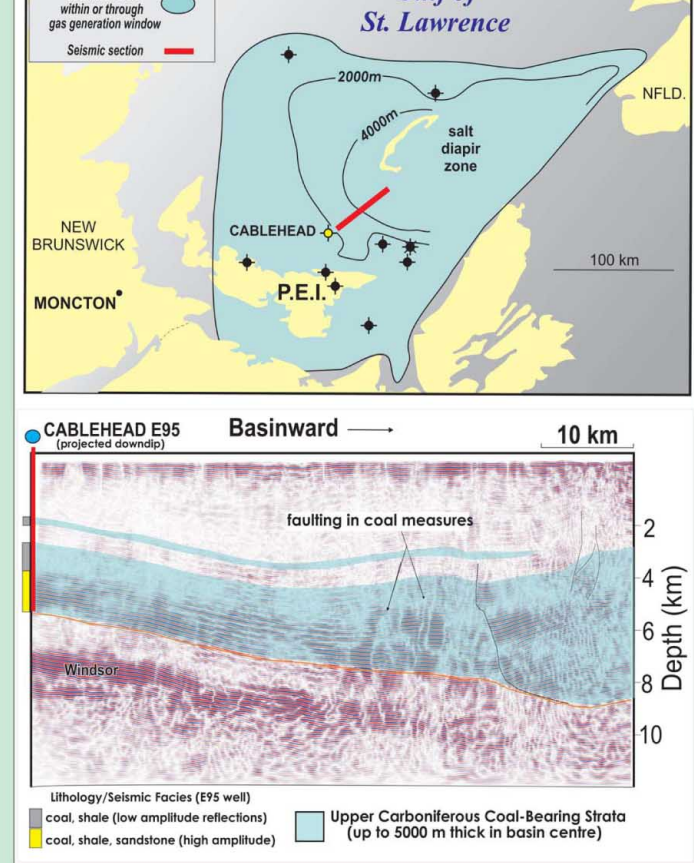 within or through
gas generation window
Seismic section
Gulf of
St. Lawrence
2000m
4000m
salt
diapir
zone
NFLD.
NEW
BRUNSWICK
CABLEHEAD
100 km
MONCTON
P.E.I.
CABLEHEAD E95
(projected downdip)
Basinward
10 km
faulting in coal measures
2
4
6
8
10
Depth (km)
Windsor
Lithology/Seismic Facies (E95 well)
coal, shale (low amplitude reflections)
coal, shale, sandstone (high amplitude)
Upper Carboniferous Coal-Bearing Strata
(up to 5000 m thick in basin centre)